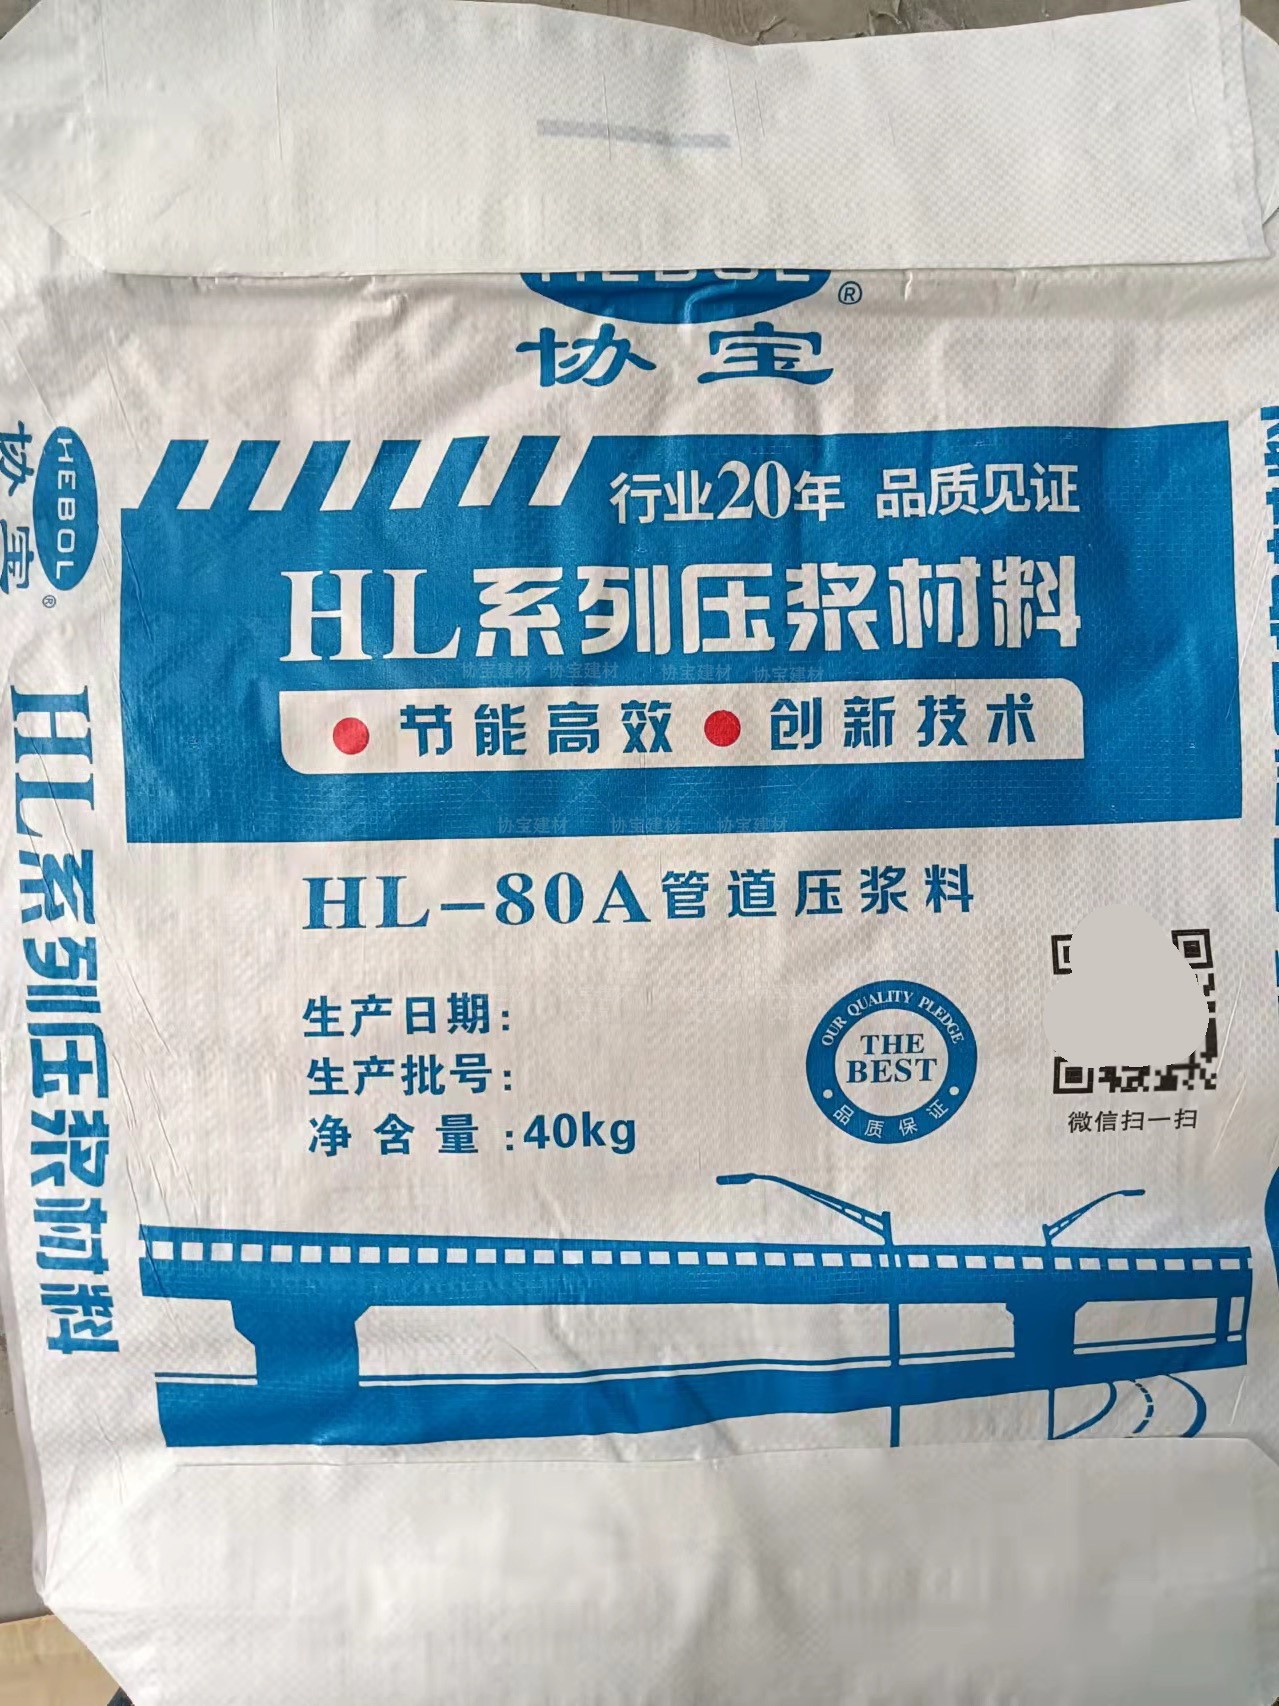 HEBOL®
协宝
行业20年 品质见证
HL系列压浆材料
协宝建材 协宝建材 协宝建材 协宝建材
节能高效 创新技术
协宝建材 协宝建材 协宝建材
HL-80A管道压浆料
生产日期:
生产批号:
净含量:40kg
OUR QUALITY PLEDGE
THE
BEST
品质保证
微信扫一扫
协宝
HEBOL®
HL系列压浆材料